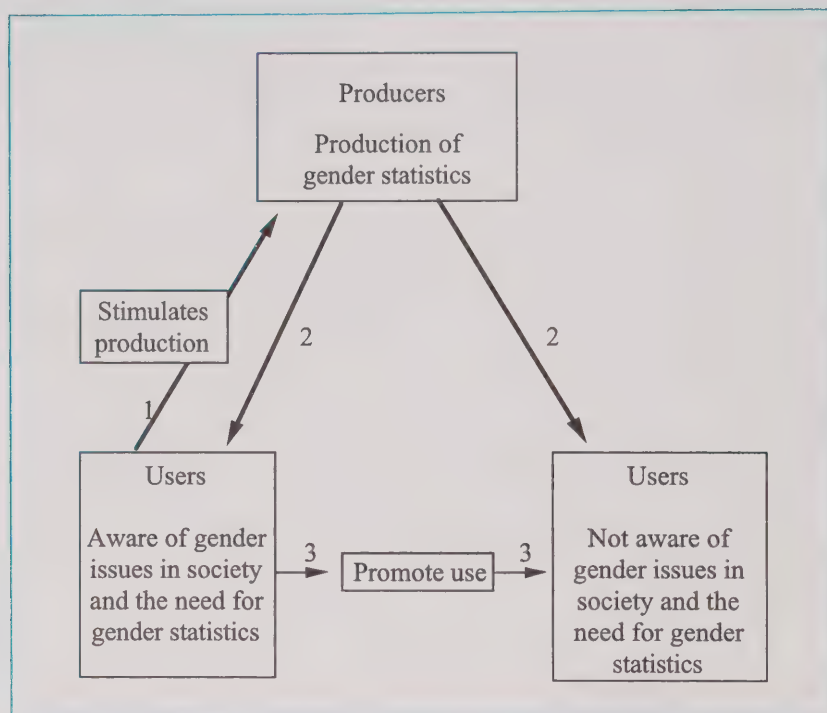 Producers
Production of
gender statistics
Stimulates
production
2
2
1
Users
Aware of gender
issues in society
and the need for
gender statistics
3
Promote use
3
Users
Not aware of
gender issues in
society and the
need for gender
statistics